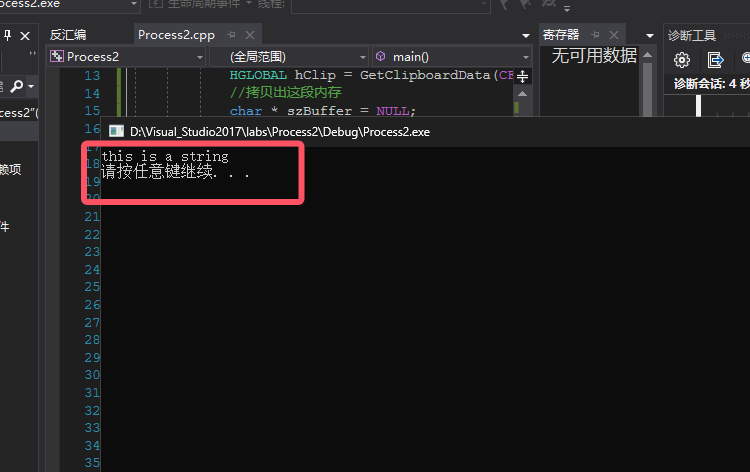 ocess2.exe
生命周期事件
线程:
反汇编
Process2.cpp
寄存器
诊断工具
Process2
(全局范围)
main()
无可用数据
诊断会话: 4 秒
13 HGLOBAL hClip = GetClipboardData(
14 //拷贝出这段内存
15 char * szBuffer = NULL;
16
D:\Visual_Studio2017\labs\Process2\Debug\Process2.exe
this is a string
请按任意键继续. . .
17
18
19
20
21
22
23
24
25
26
27
28
29
30
31
32
33
34
35
cess2"(
赖项
件